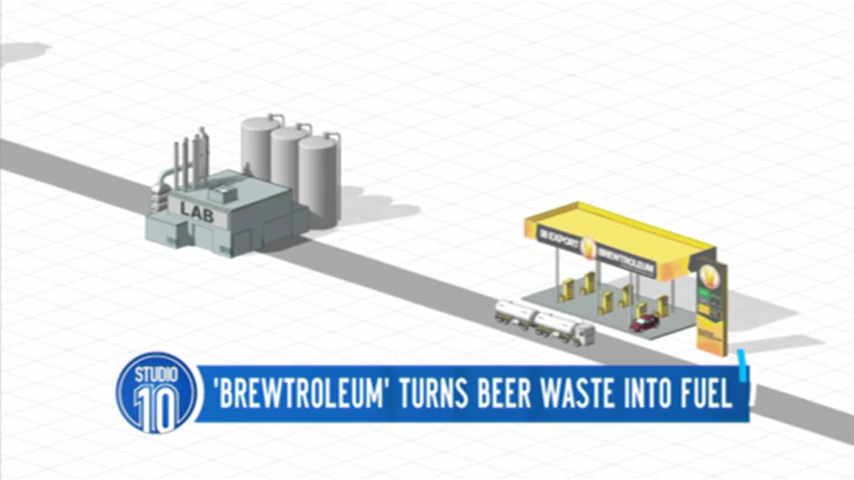 LAB
DB EXPORT BREWTROLEUM
STUDIO
10
'BREWTROLEUM' TURNS BEER WASTE INTO FUEL